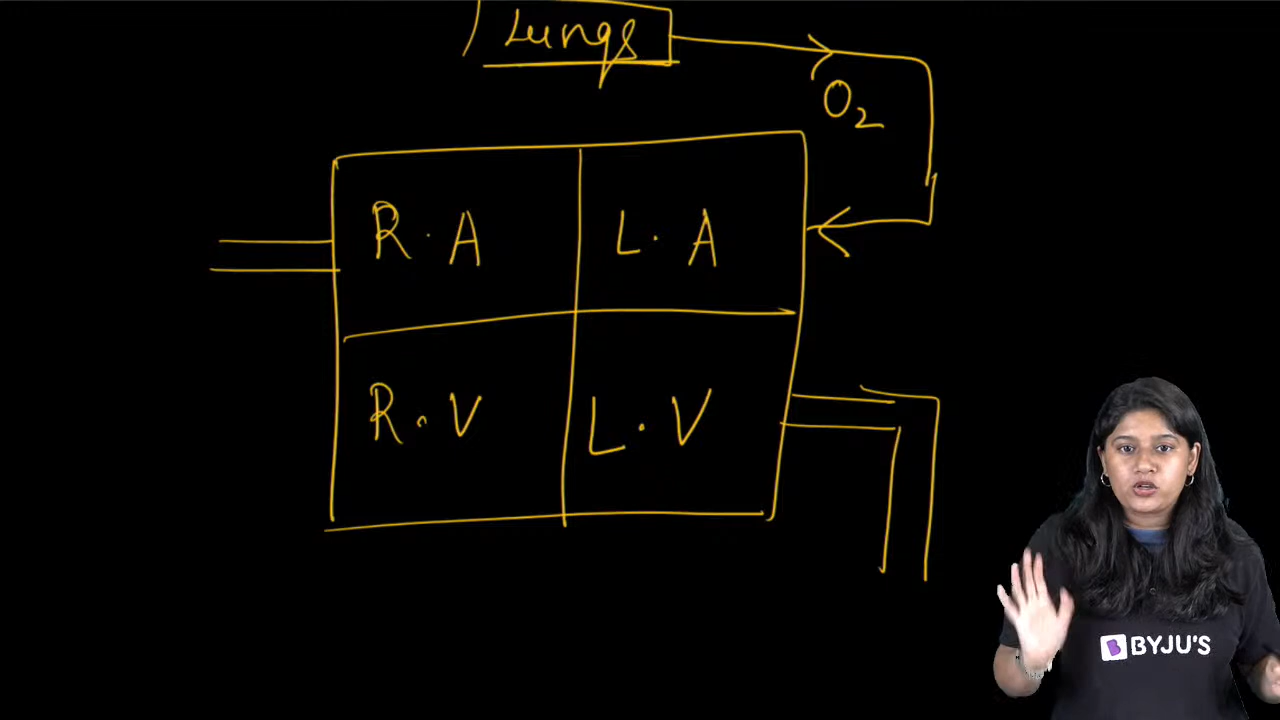 Lungs
O₂
R.A L.A
R.V L.V
BYJU'S